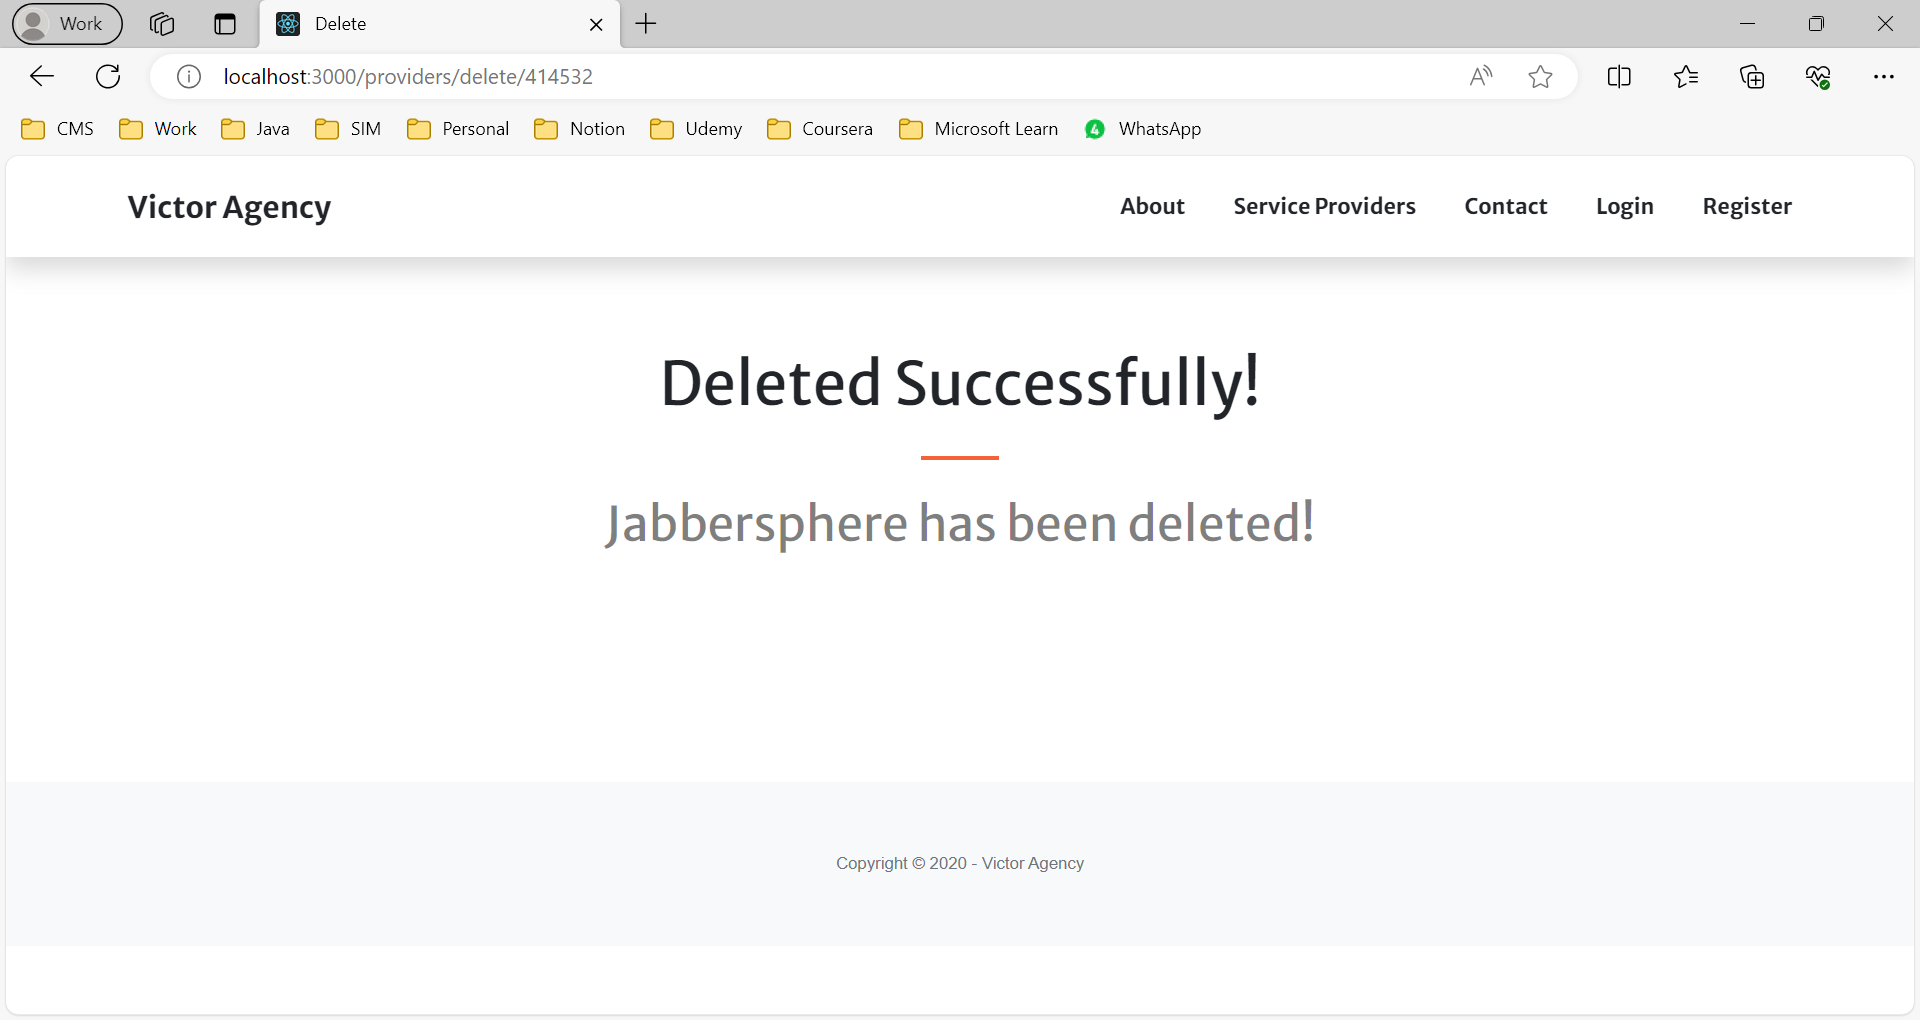 Work
Delete
localhost:3000/providers/delete/414532
CMS Work Java SIM Personal Notion Udemy Coursera Microsoft Learn 4 WhatsApp
Victor Agency About Service Providers Contact Login Register
Deleted Successfully!
Jabbersphere has been deleted!
Copyright © 2020 - Victor Agency